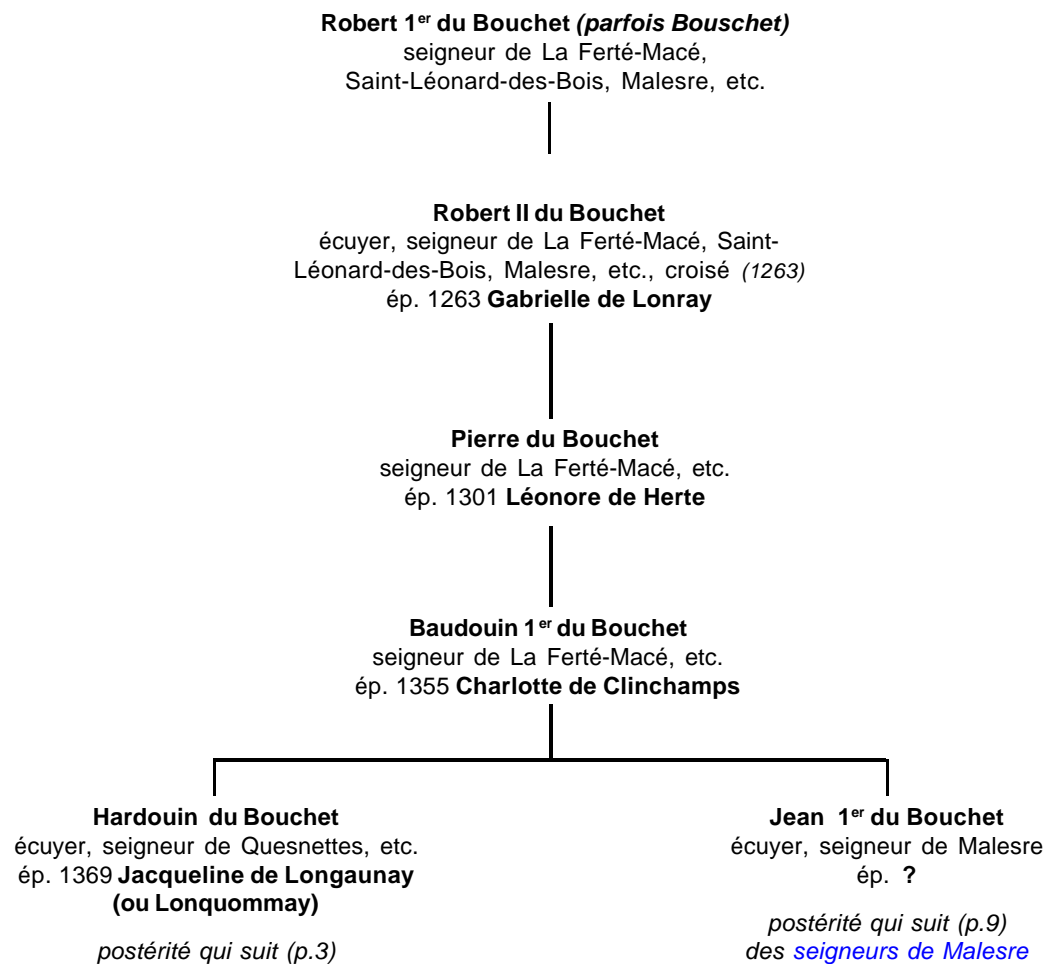 Robert 1er du Bouchet (parfois Bouschet)
seigneur de La Ferté-Macé,
Saint-Léonard-des-Bois, Malesre, etc.
Robert II du Bouchet
écuyer, seigneur de La Ferté-Macé, Saint-
Léonard-des-Bois, Malesre, etc., croisé (1263)
ép. 1263 Gabrielle de Lonray
Pierre du Bouchet
seigneur de La Ferté-Macé, etc.
ép. 1301 Léonore de Herte
Baudouin 1er du Bouchet
seigneur de La Ferté-Macé, etc.
ép. 1355 Charlotte de Clinchamps
Hardouin du Bouchet
écuyer, seigneur de Quesnettes, etc.
ép. 1369 Jacqueline de Longaunay
(ou Lonquommay)
postérité qui suit (p.3)
Jean 1er du Bouchet
écuyer, seigneur de Malesre
ép. ?
postérité qui suit (p.9)
des seigneurs de Malesre